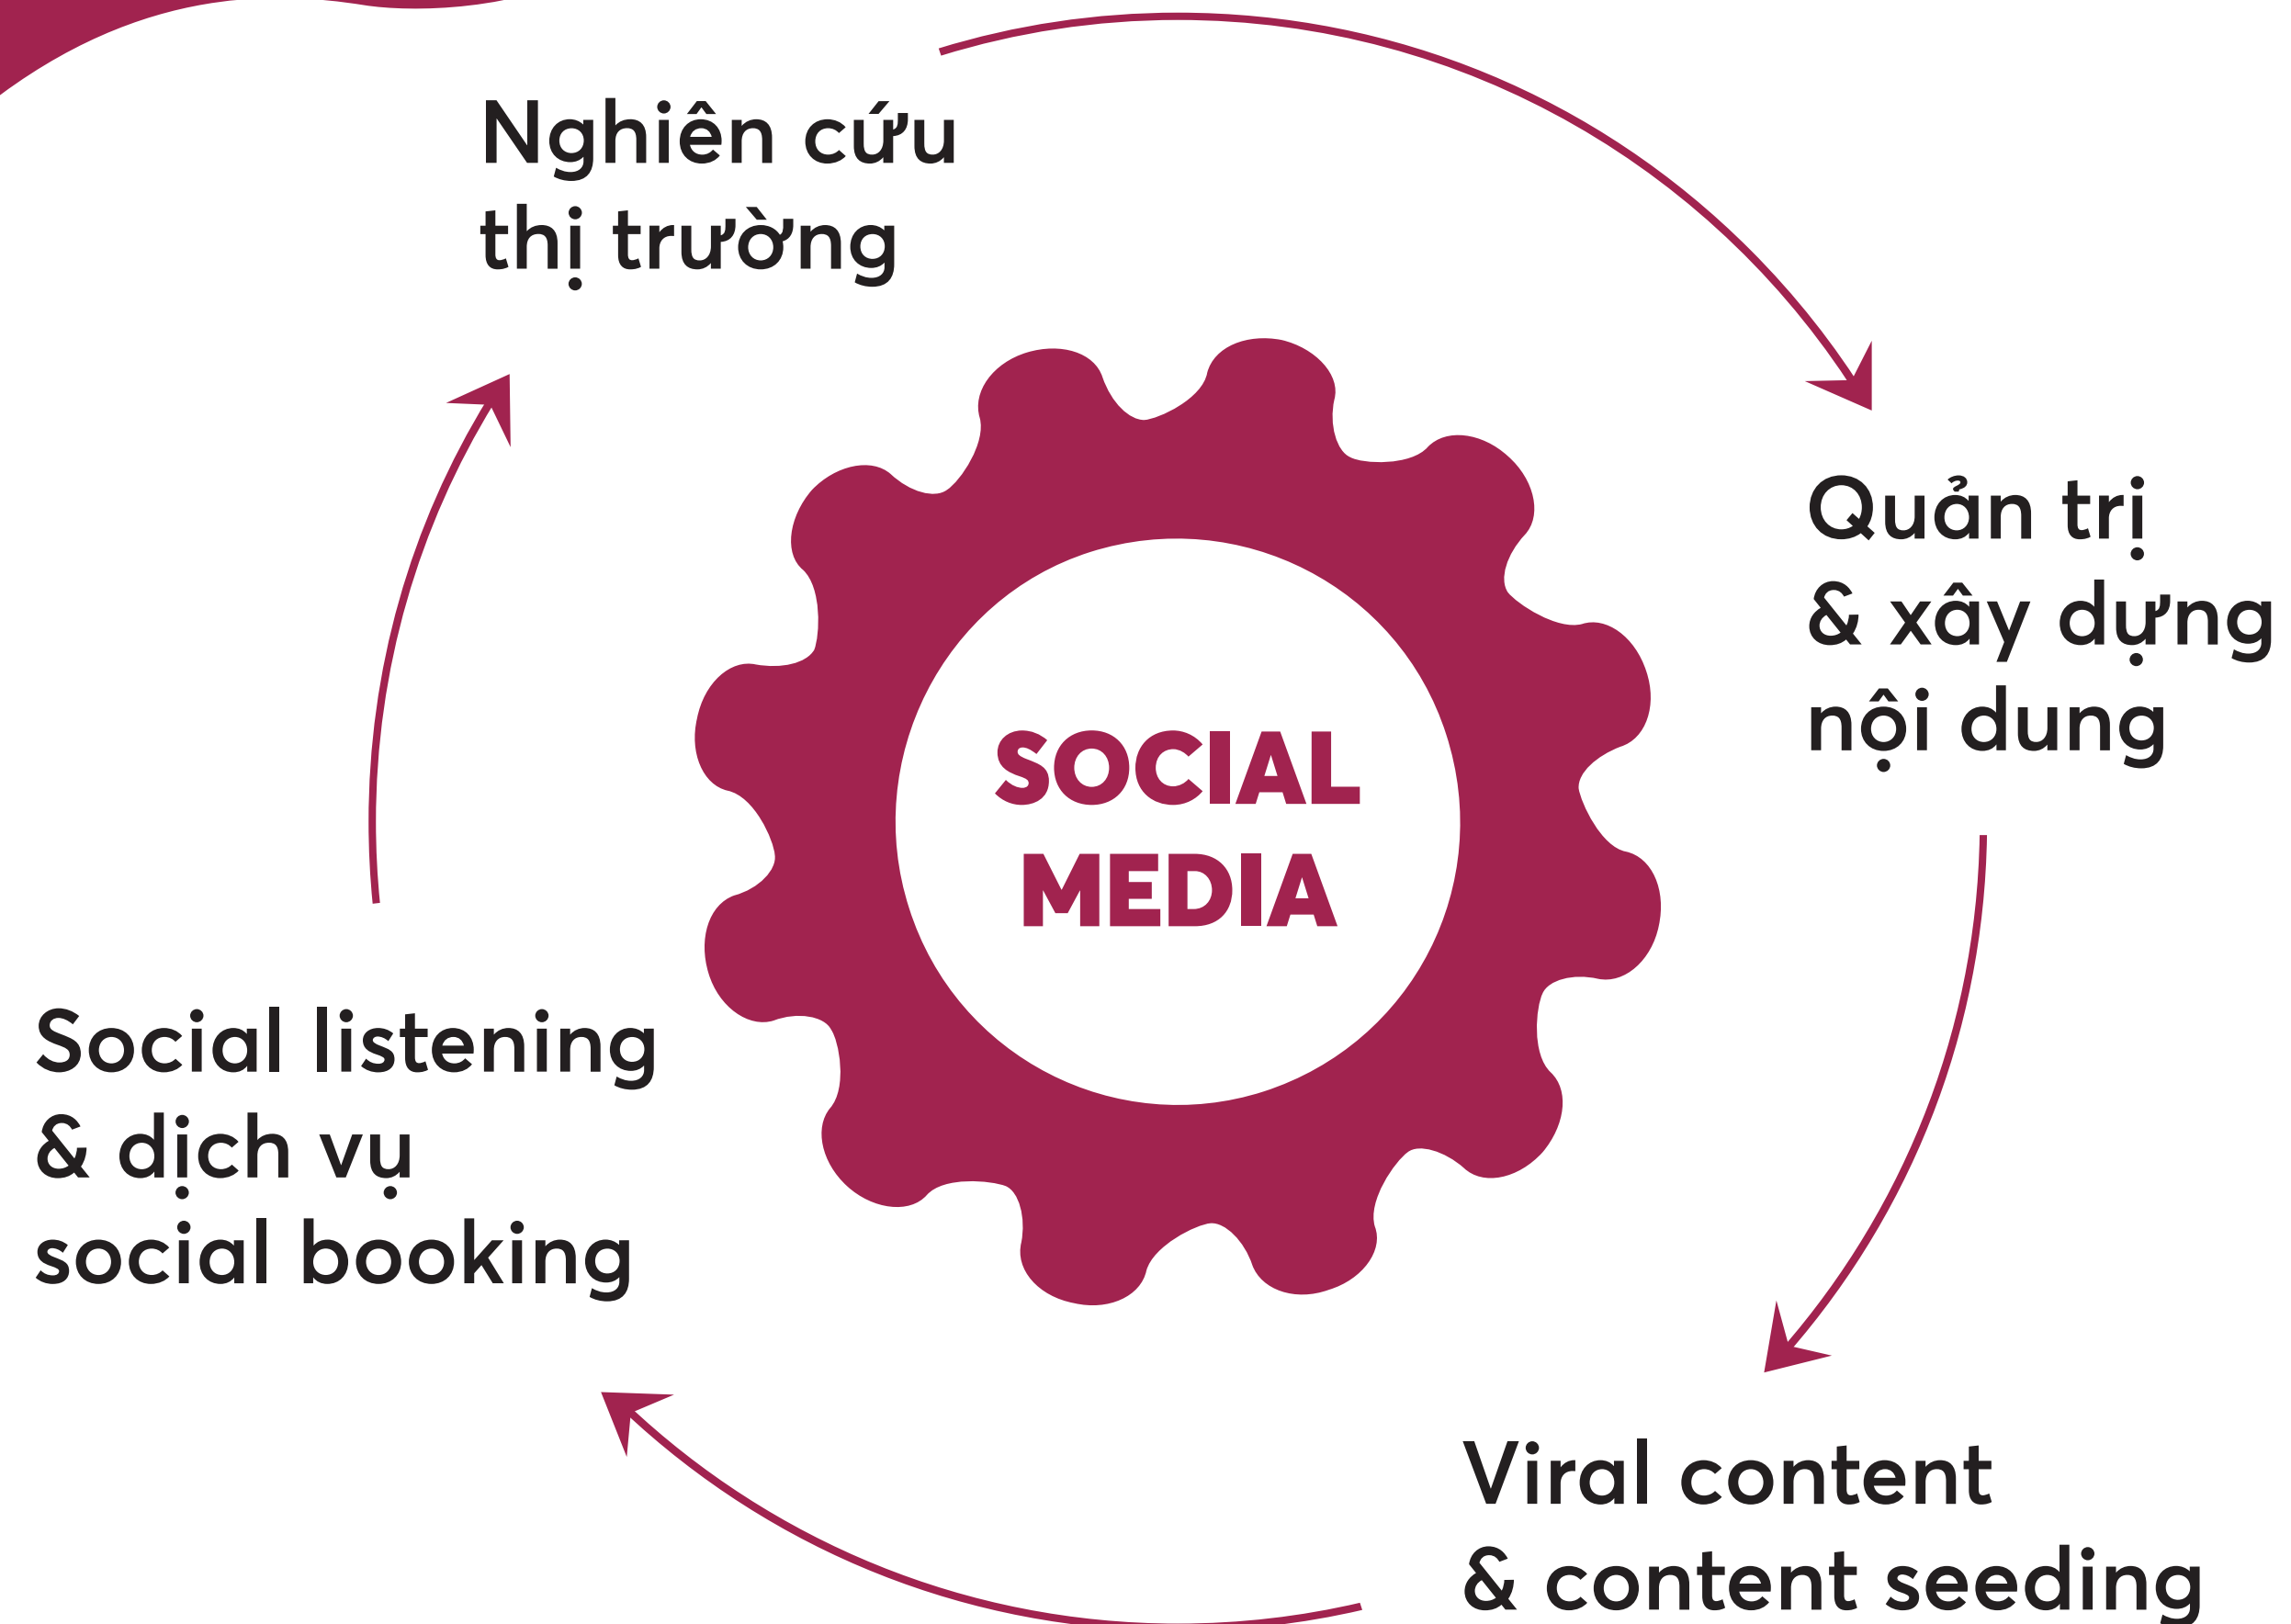 Nghiên cứu
thị trường
Quản trị
& xây dựng
nội dung
SOCIAL
MEDIA
Social listening
& dịch vụ
social booking
Viral content
& content seeding